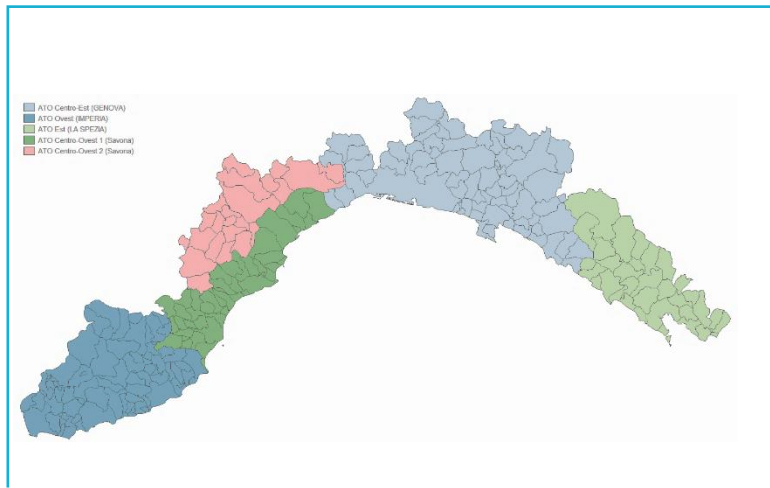 ATO Centro-Est (GENOVA)
ATO Ovest (IMPERIA)
ATO Est (LA SPEZIA)
ATO Centro-Ovest 1 (Savona)
ATO Centro-Ovest 2 (Savona)